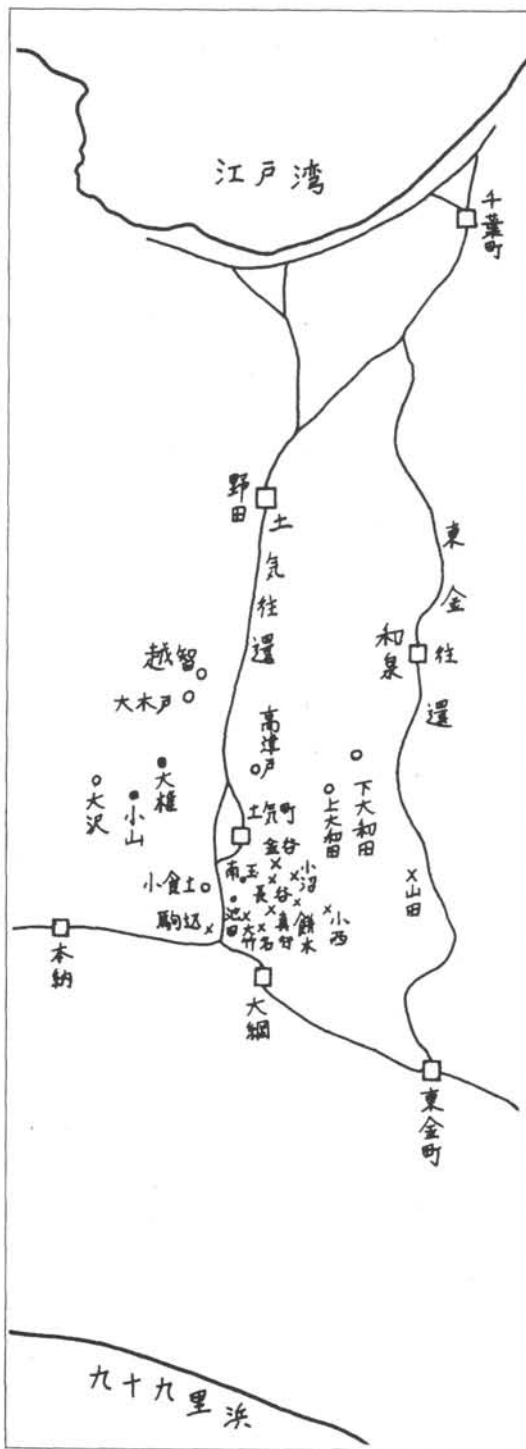 江戸湾
千葉町
野田
土気往還
東金往還
和泉
越智
大木戸
高津戸
大椎
小山
大沢
下大和田
上大和田
土気町
金谷
小沼
南玉
長谷
山田
小食土
駒込
池田
大竹
石
真行
餅木
小西
本納
大綱
東金町
九十九里浜